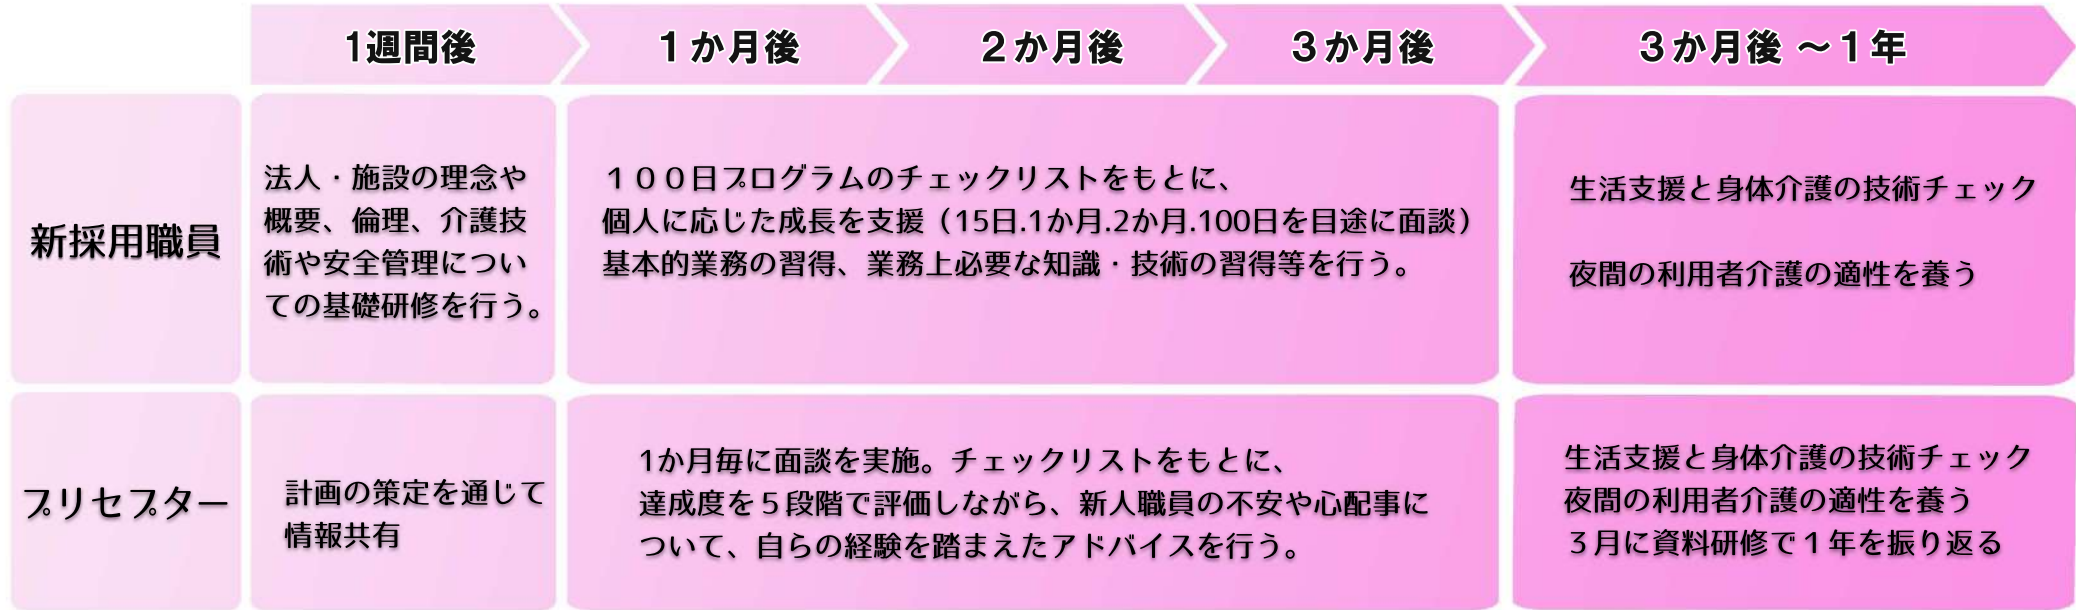 1週間後
１か月後
２か月後
３か月後
３か月後 ～１年
新採用職員
法人・施設の理念や
概要、倫理、介護技
術や安全管理につい
ての基礎研修を行う。
１００日プログラムのチェックリストをもとに、
個人に応じた成長を支援（15日.1か月.2か月.100日を目途に面談）
基本的業務の習得、業務上必要な知識・技術の習得等を行う。
生活支援と身体介護の技術チェック
夜間の利用者介護の適性を養う
プリセプター
計画の策定を通じて
情報共有
1か月毎に面談を実施。チェックリストをもとに、
達成度を５段階で評価しながら、新人職員の不安や心配事に
ついて、自らの経験を踏まえたアドバイスを行う。
生活支援と身体介護の技術チェック
夜間の利用者介護の適性を養う
３月に資料研修で１年を振り返る